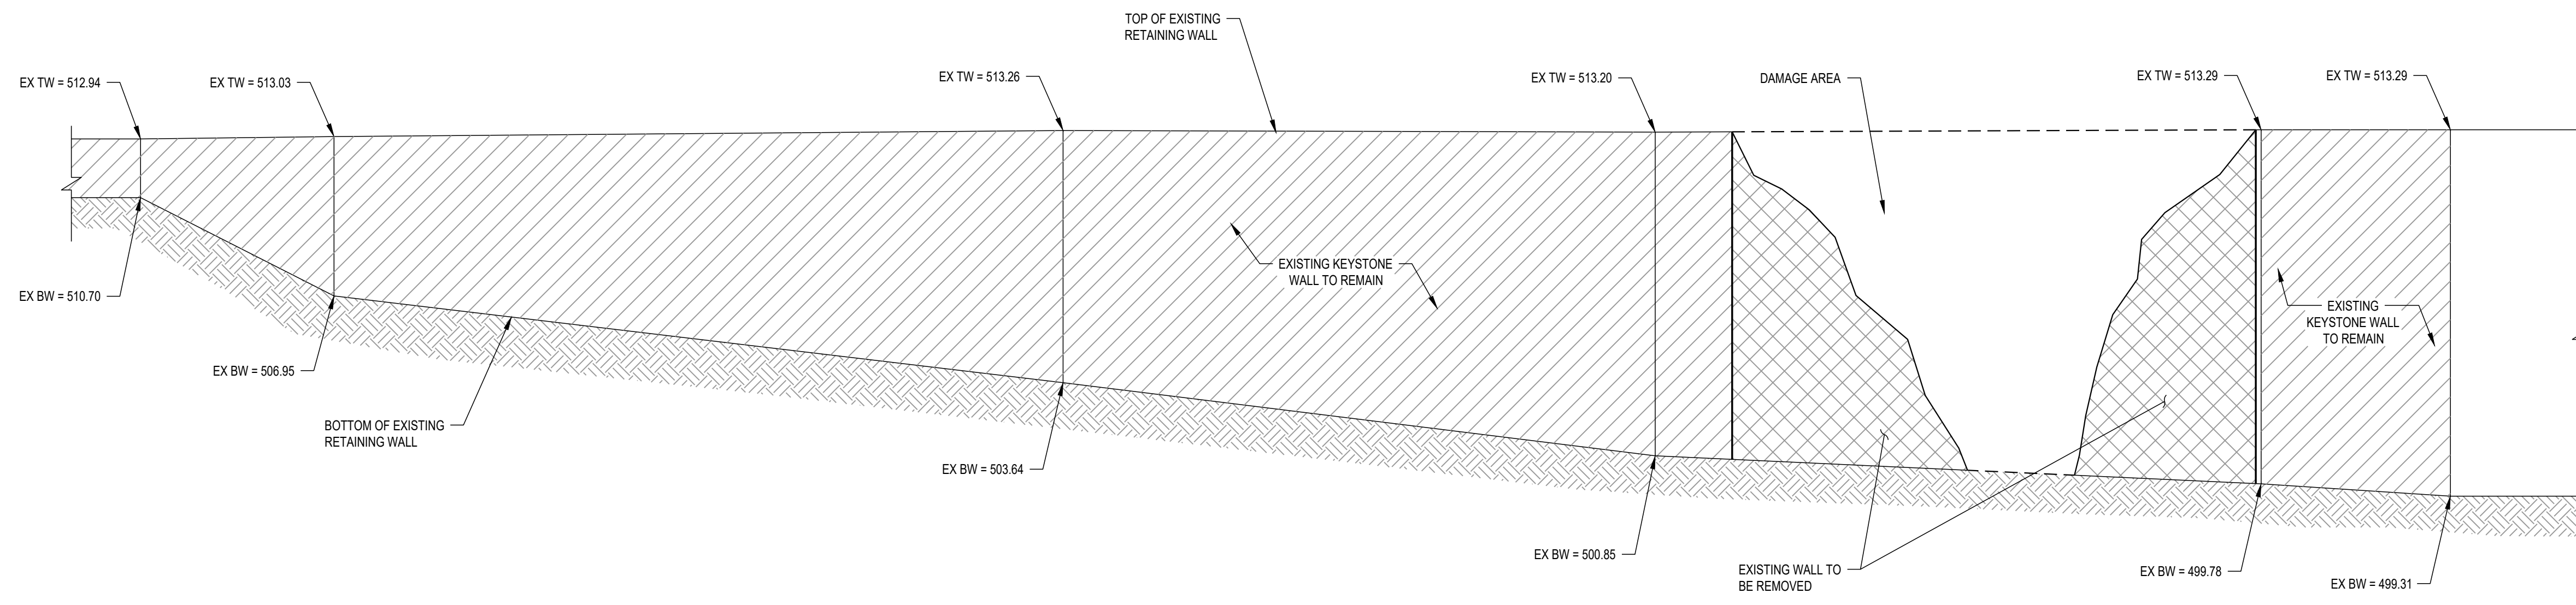 TOP OF EXISTING
RETAINING WALL
EX TW = 512.94
EX TW = 513.03
EX TW = 513.26
EX TW = 513.20
DAMAGE AREA
EX TW = 513.29
EX TW = 513.29
EXISTING KEYSTONE
WALL TO REMAIN
EX BW = 510.70
EXISTING
KEYSTONE WALL
TO REMAIN
EX BW = 506.95
BOTTOM OF EXISTING
RETAINING WALL
EX BW = 503.64
EX BW = 500.85
EXISTING WALL TO
BE REMOVED
EX BW = 499.78
EX BW = 499.31